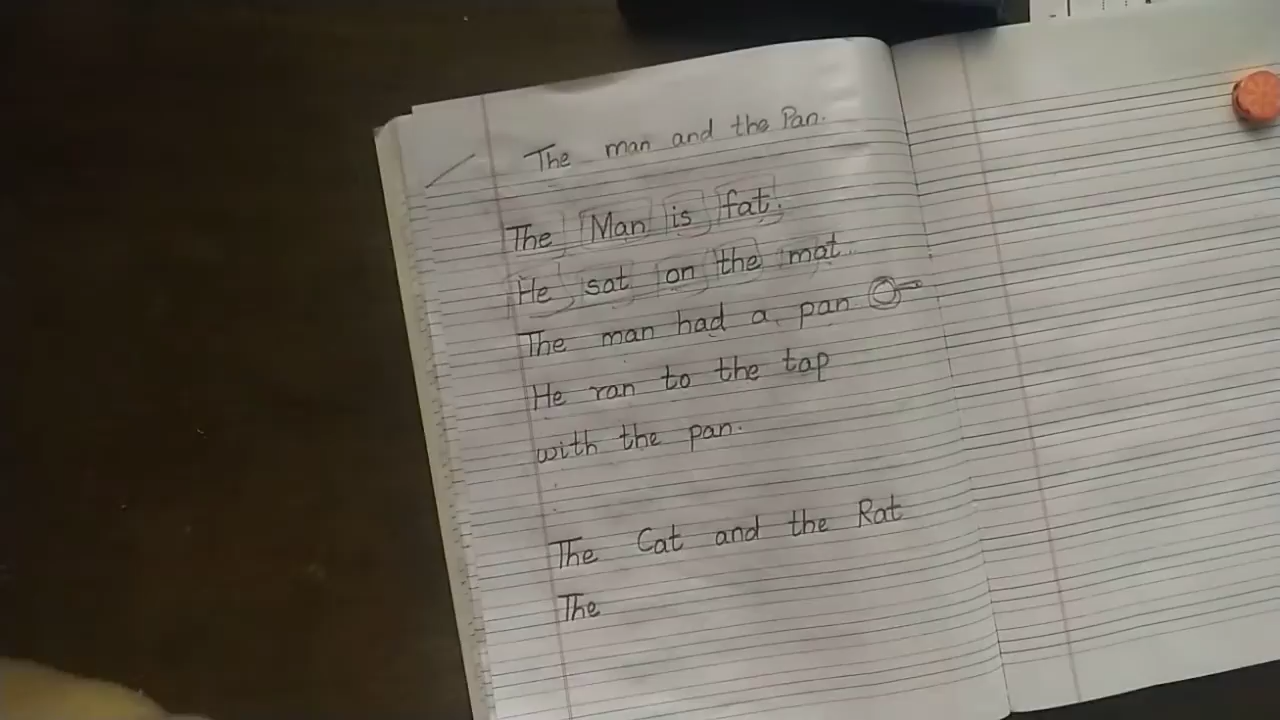 The man and the Pan.
The Man is fat.
He sat on the mat.
The man had a pan
He ran to the tap
with the pan.
The Cat and the Rat
The